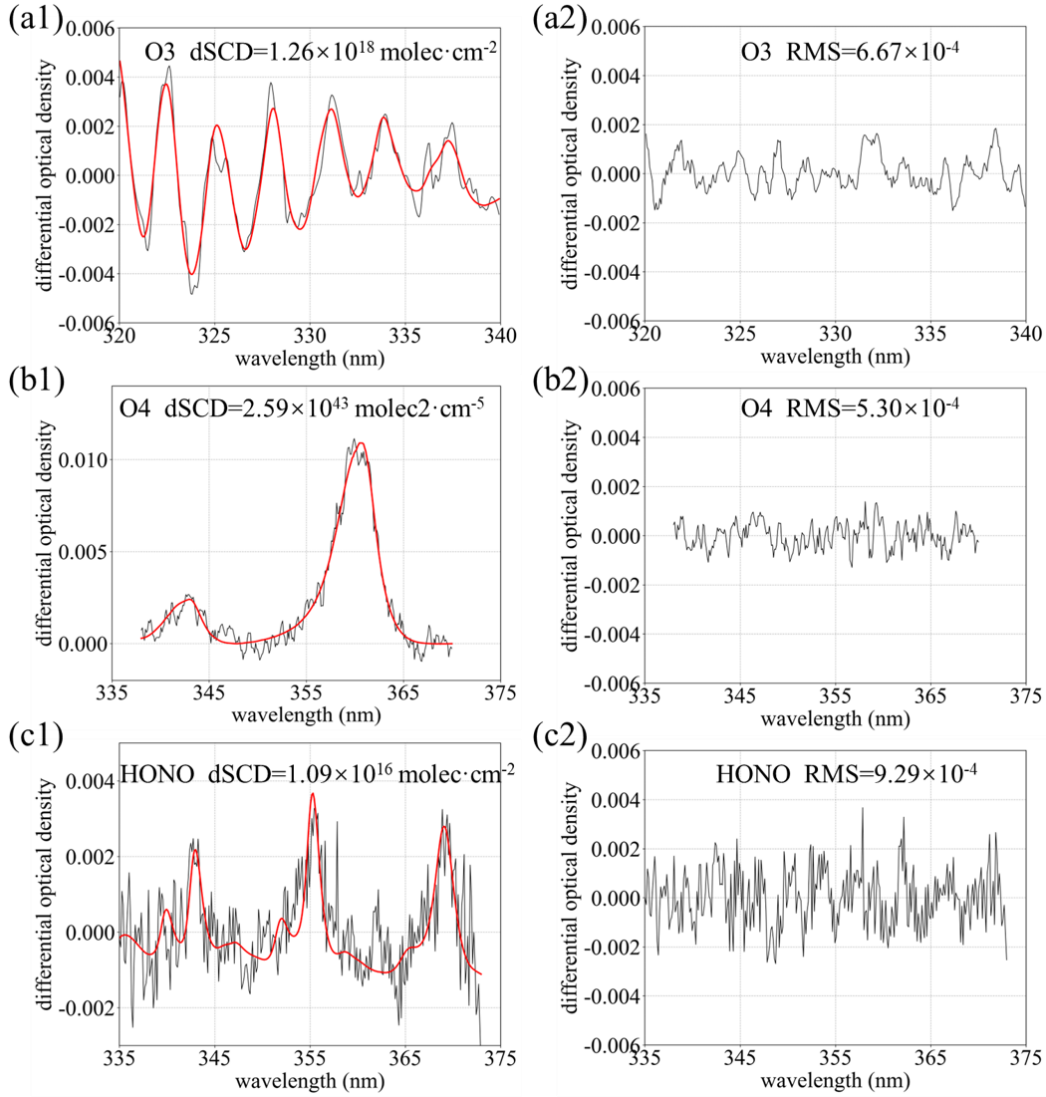 (a1)
O3 dSCD=1.26×10¹⁸ molec·cm⁻²
differential optical density
0.006
0.004
0.002
0.000
-0.002
-0.004
-0.006
320 325 330 335 340
wavelength (nm)
(a2)
O3 RMS=6.67×10⁻⁴
differential optical density
0.006
0.004
0.002
0.000
-0.002
-0.004
-0.006
320 325 330 335 340
wavelength (nm)
(b1)
O4 dSCD=2.59×10⁴³ molec2·cm⁻⁵
differential optical density
0.010
0.005
0.000
335 345 355 365 375
wavelength (nm)
(b2)
O4 RMS=5.30×10⁻⁴
differential optical density
0.006
0.004
0.002
0.000
-0.002
-0.004
-0.006
335 345 355 365 375
wavelength (nm)
(c1)
HONO dSCD=1.09×10¹⁶ molec·cm⁻²
differential optical density
0.004
0.002
0.000
-0.002
335 345 355 365 375
wavelength (nm)
(c2)
HONO RMS=9.29×10⁻⁴
differential optical density
0.006
0.004
0.002
0.000
-0.002
-0.004
-0.006
335 345 355 365 375
wavelength (nm)